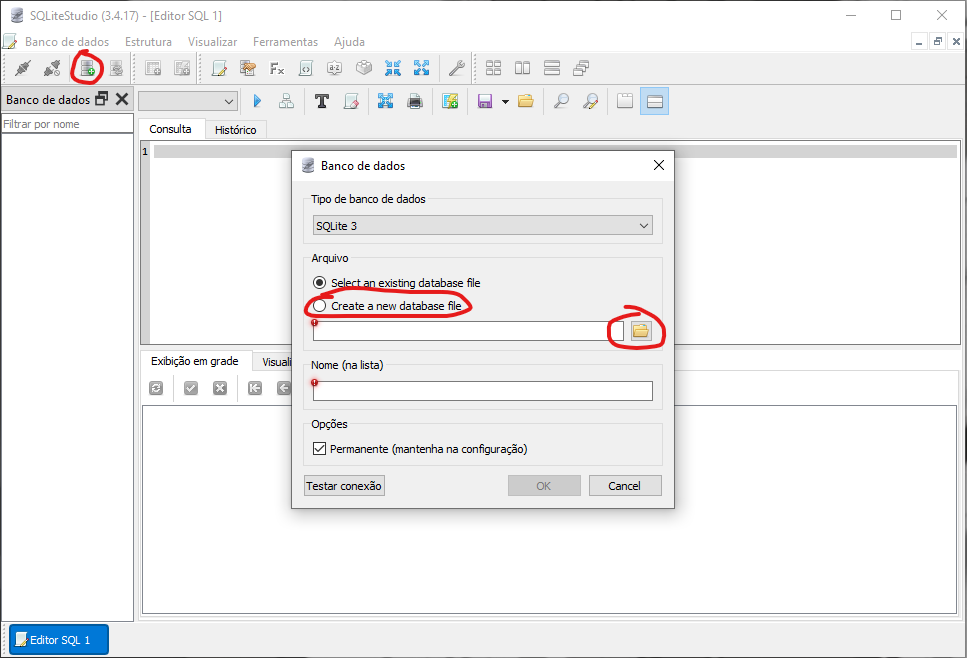 SQLiteStudio (3.4.17) - [Editor SQL 1]
Banco de dados Estrutura Visualizar Ferramentas Ajuda
Banco de dados
Filtrar por nome
Consulta Histórico
1
Banco de dados
Tipo de banco de dados
SQLite 3
Arquivo
Select an existing database file
Create a new database file
Nome (na lista)
Opções
Permanente (mantenha na configuração)
Testar conexão OK Cancel
Exibição em grade Visuali
Editor SQL 1